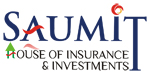 SAUMIT
HOUSE OF INSURANCE
& INVESTMENTS